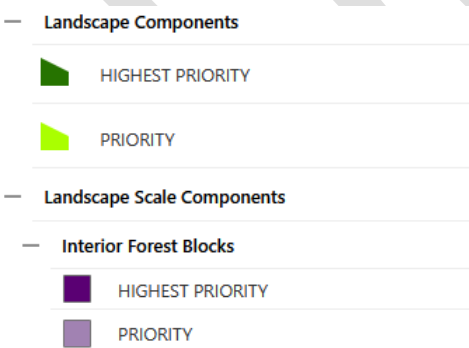 Landscape Components
HIGHEST PRIORITY
PRIORITY
Landscape Scale Components
Interior Forest Blocks
HIGHEST PRIORITY
PRIORITY